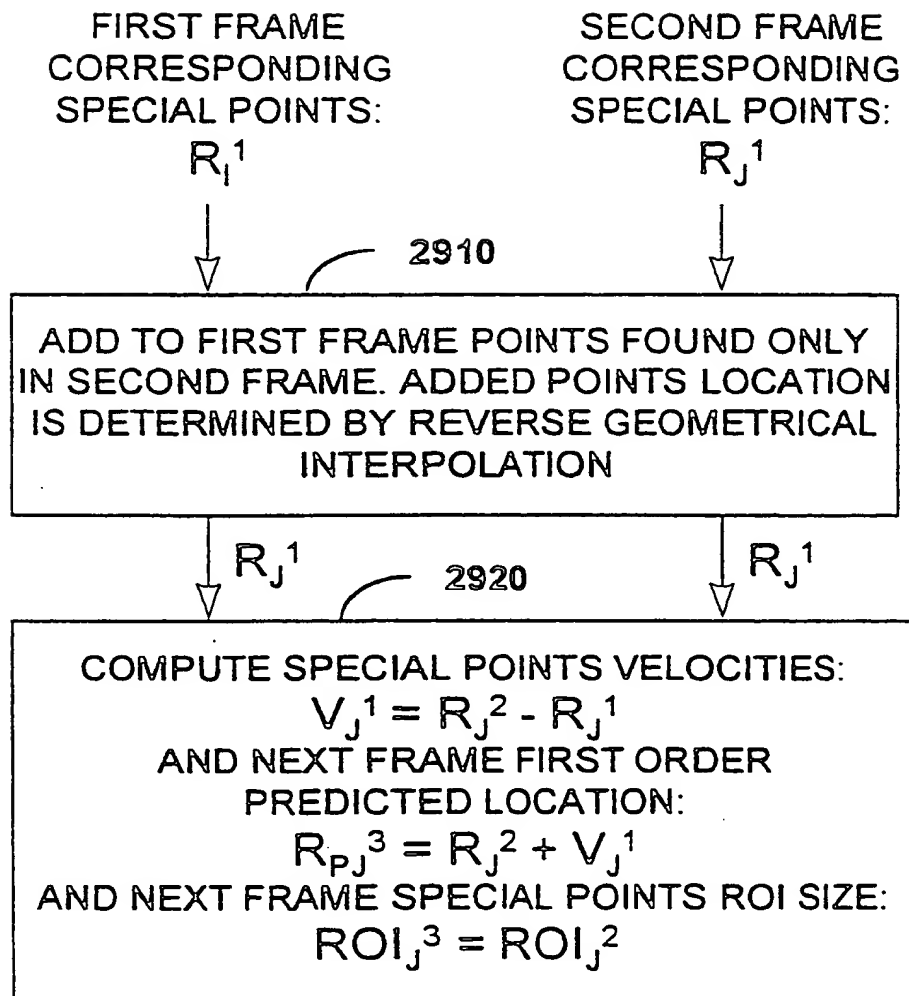 FIRST FRAME
CORRESPONDING
SPECIAL POINTS:
R_I^1
SECOND FRAME
CORRESPONDING
SPECIAL POINTS:
R_J^1
2910
ADD TO FIRST FRAME POINTS FOUND ONLY
IN SECOND FRAME. ADDED POINTS LOCATION
IS DETERMINED BY REVERSE GEOMETRICAL
INTERPOLATION
R_J^1
R_J^1
2920
COMPUTE SPECIAL POINTS VELOCITIES:
V_J^1 = R_J^2 - R_J^1
AND NEXT FRAME FIRST ORDER
PREDICTED LOCATION:
R_PJ^3 = R_J^2 + V_J^1
AND NEXT FRAME SPECIAL POINTS ROI SIZE:
ROI_J^3 = ROI_J^2